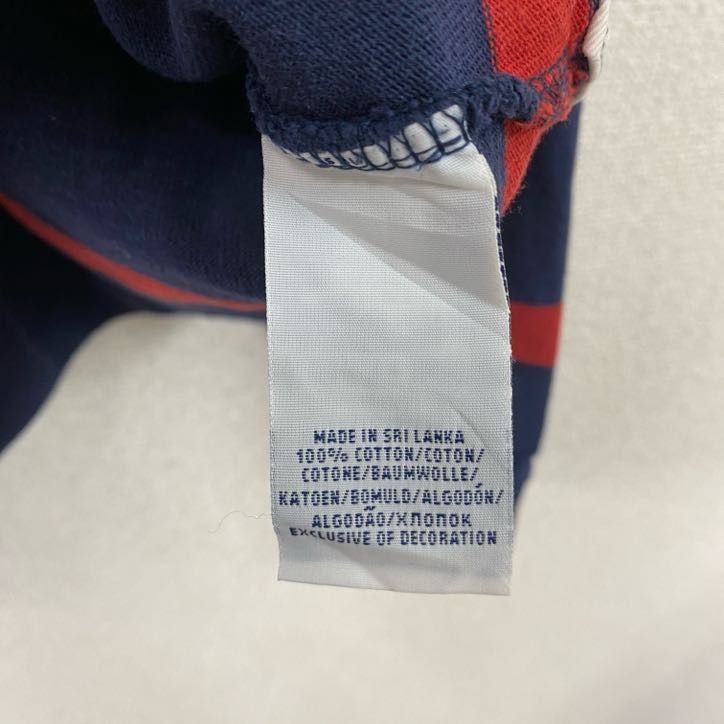 MADE IN SRI LANKA
100% COTTON/COTON/
COTONE/BAUMWOLLE/
KATOEN/BOMULD/ALGODÓN/
ALGODÃO/ХЛОПОК
EXCLUSIVE OF DECORATION